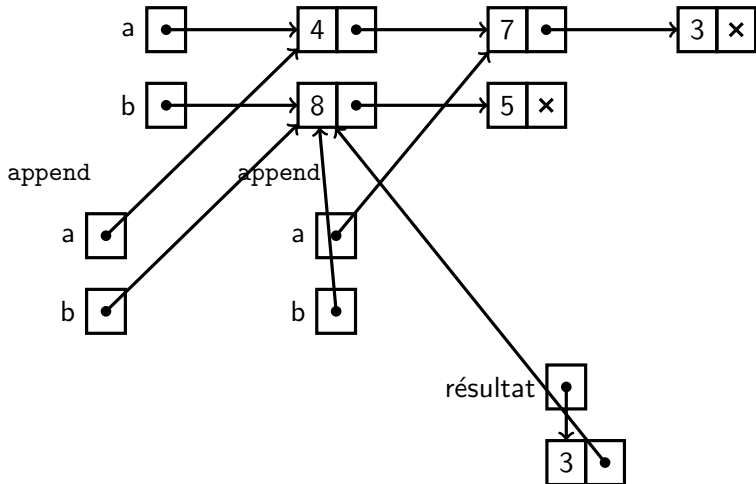 a 4 7 3 ×
b 8 5 ×
append append
a a
b b
résultat
3